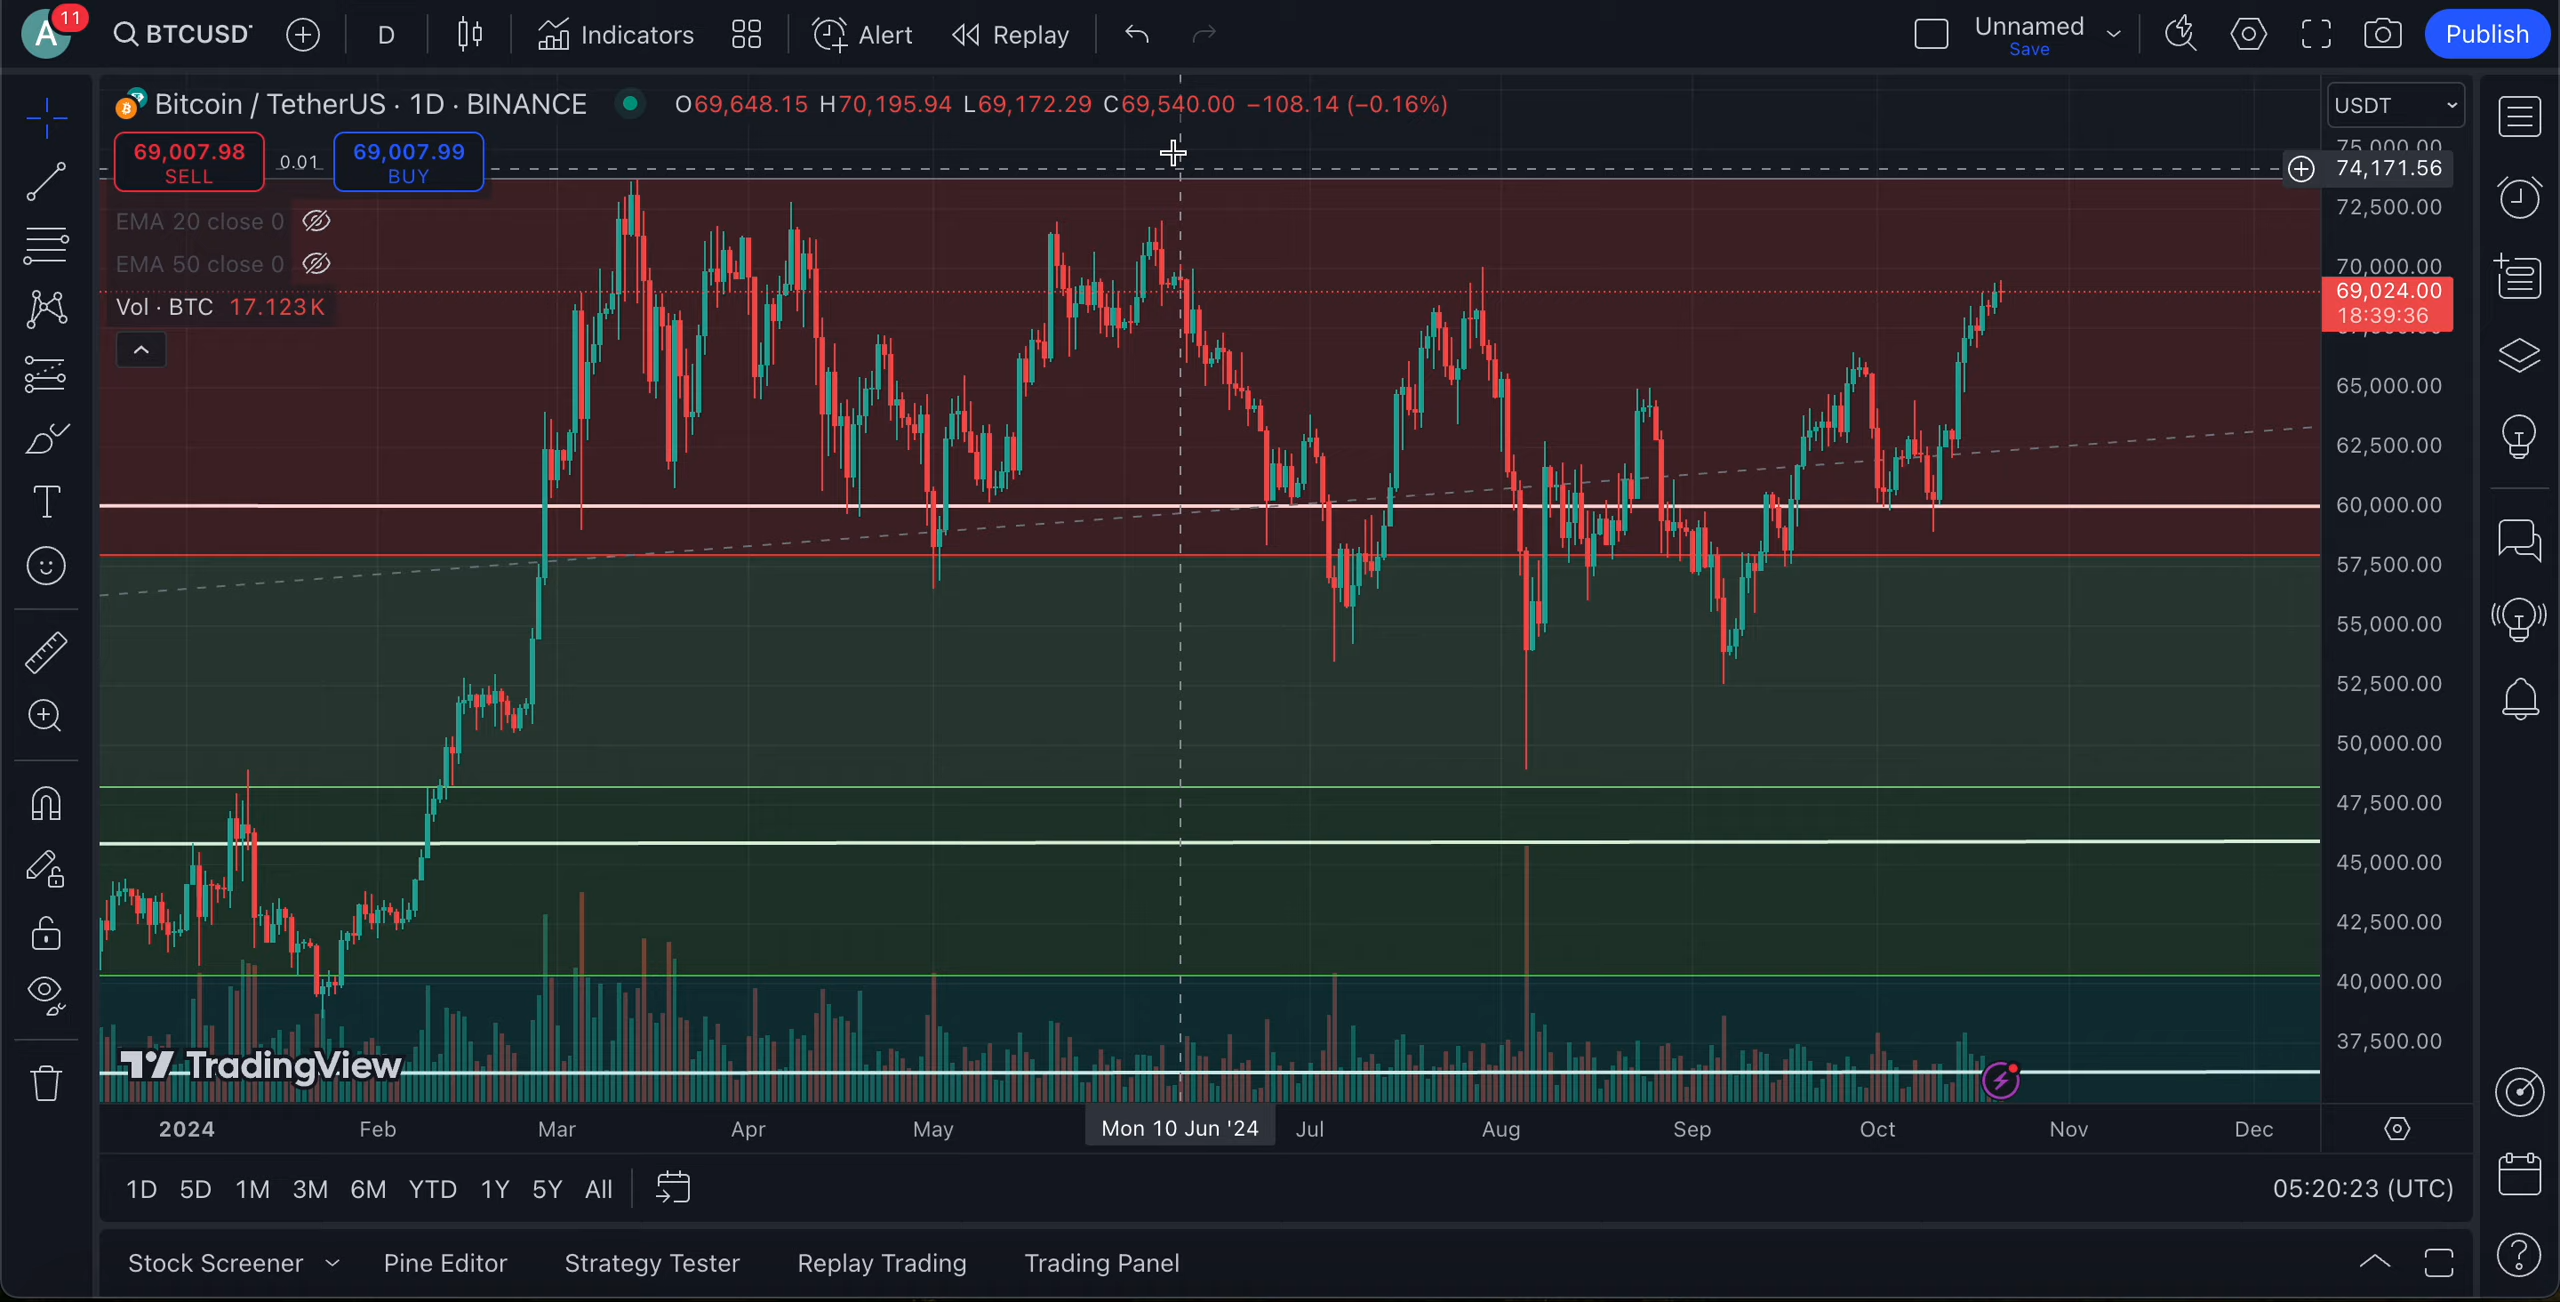 A 11 BTCUSDT D Indicators Alert Replay Unnamed Save Publish
Bitcoin / TetherUS · 1D · BINANCE O69,648.15 H70,195.94 L69,172.29 C69,540.00 −108.14 (−0.16%) USDT
69,007.98 SELL 0.01 69,007.99 BUY
EMA 20 close 0
EMA 50 close 0
Vol · BTC 17.123K
75,000.00
74,171.56
72,500.00
70,000.00
69,024.00
18:39:36
65,000.00
62,500.00
60,000.00
57,500.00
55,000.00
52,500.00
50,000.00
47,500.00
45,000.00
42,500.00
40,000.00
37,500.00
TradingView
2024 Feb Mar Apr May Mon 10 Jun '24 Jul Aug Sep Oct Nov Dec
1D 5D 1M 3M 6M YTD 1Y 5Y All 05:20:23 (UTC)
Stock Screener Pine Editor Strategy Tester Replay Trading Trading Panel